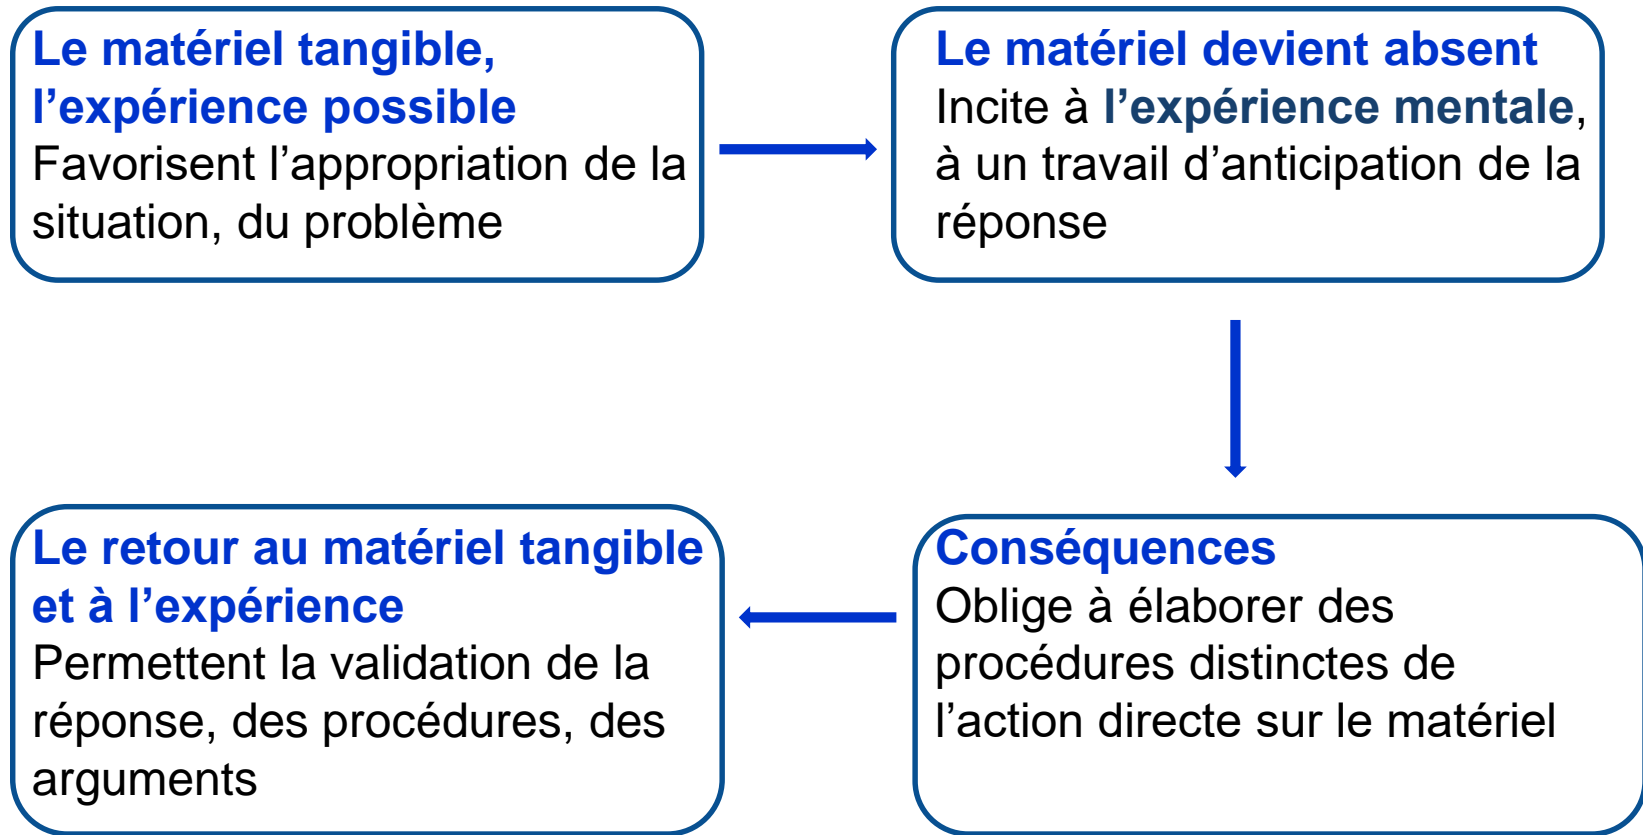 Le matériel tangible,
l’expérience possible
Favorisent l’appropriation de la
situation, du problème
Le matériel devient absent
Incite à l’expérience mentale,
à un travail d’anticipation de la
réponse
Conséquences
Oblige à élaborer des
procédures distinctes de
l’action directe sur le matériel
Le retour au matériel tangible
et à l’expérience
Permettent la validation de la
réponse, des procédures, des
arguments